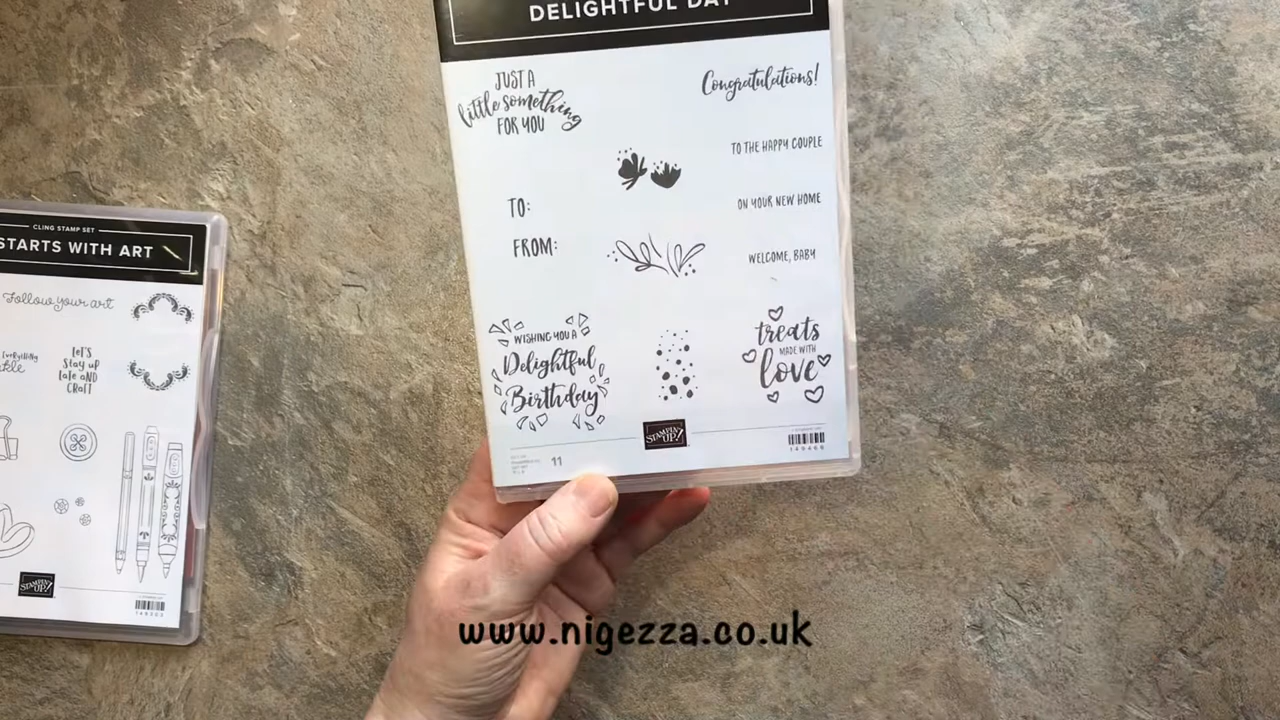 DELIGHTFUL DAY
JUST A
little something
FOR YOU
Congratulations!
TO THE HAPPY COUPLE
TO:
ON YOUR NEW HOME
FROM:
WELCOME, BABY
WISHING YOU A
Delightful
Birthday
treats
MADE WITH
love
STAMPIN' UP!
11
CLING STAMP SET
STARTS WITH ART
Follow your art
LET'S
Stay up
late AND
CRAFT
STAMPIN' UP!
www.nigezza.co.uk